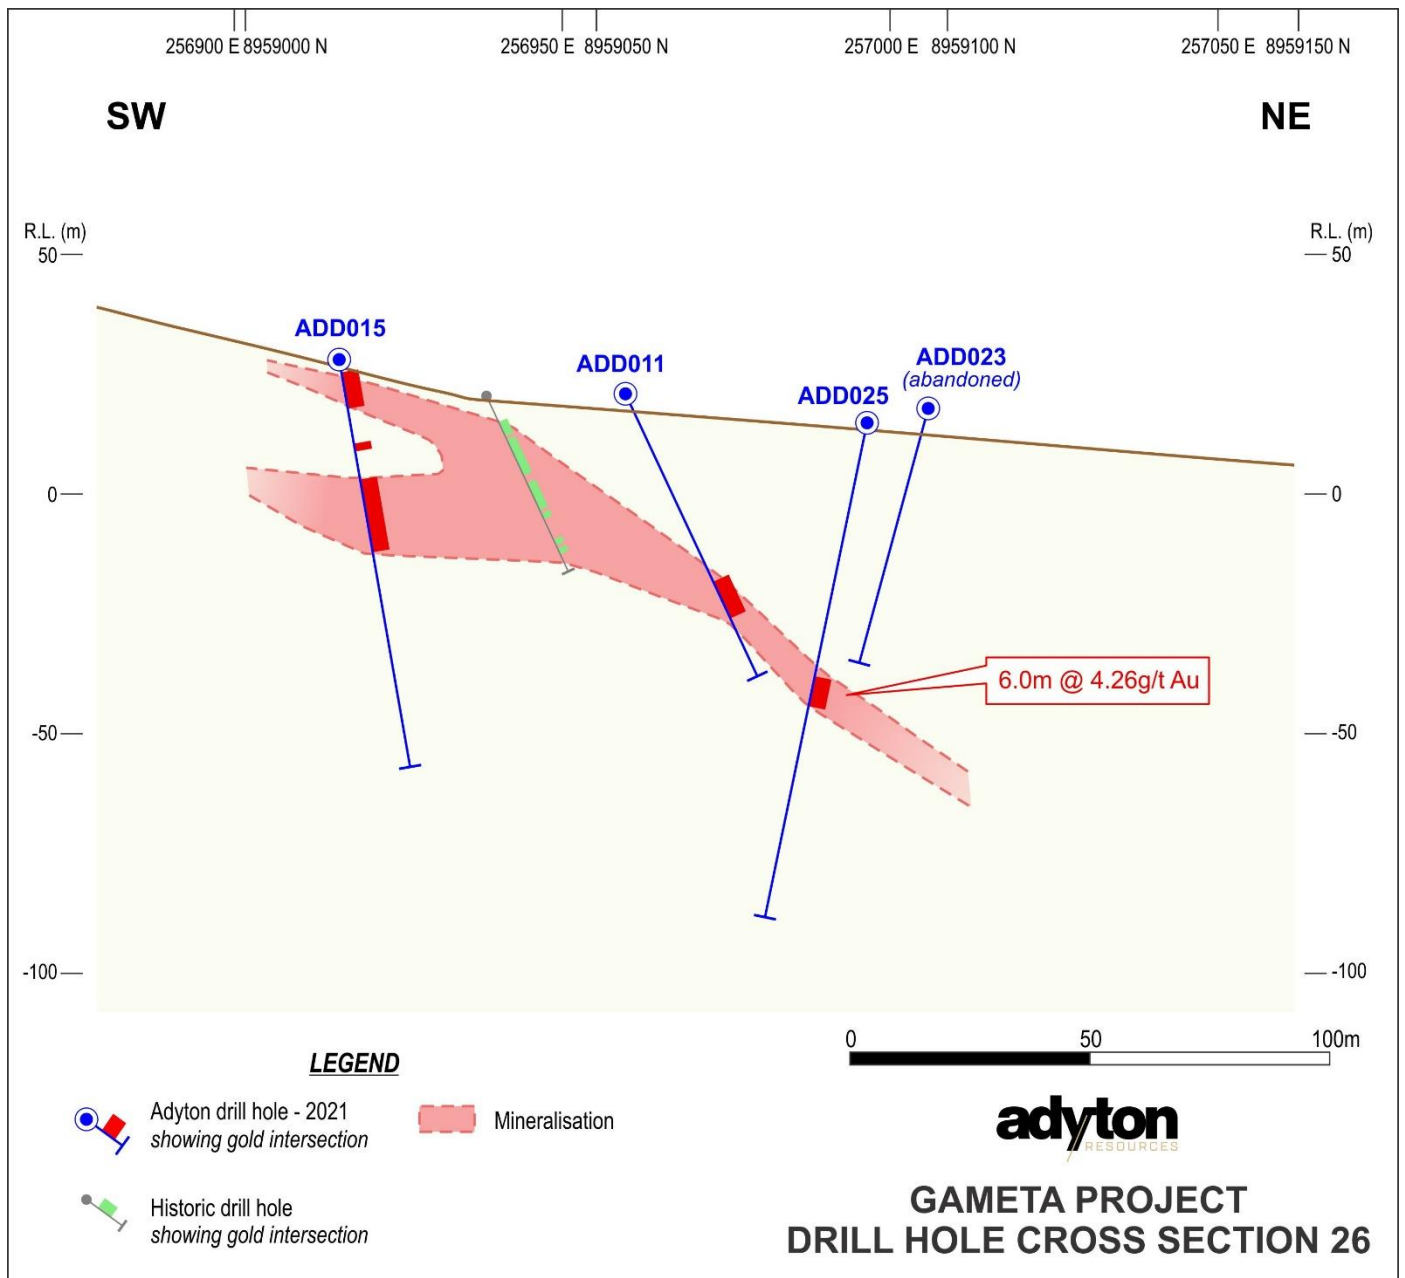 256900 E 8959000 N
256950 E 8959050 N
257000 E 8959100 N
257050 E 8959150 N
SW
NE
R.L. (m)
R.L. (m)
50
50
ADD015
ADD011
ADD023
(abandoned)
ADD025
0
0
6.0m @ 4.26g/t Au
-50
-50
-100
-100
0
50
100m
LEGEND
Adyton drill hole - 2021
showing gold intersection
Mineralisation
Historic drill hole
showing gold intersection
adyton
RESOURCES
GAMETA PROJECT
DRILL HOLE CROSS SECTION 26